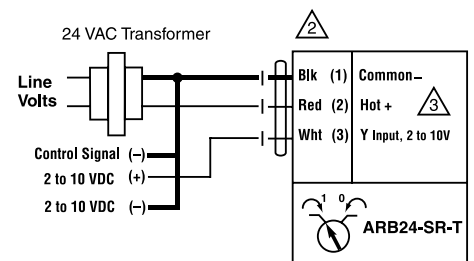 2
24 VAC Transformer
Line
Volts
Blk (1) Common –
Red (2) Hot +
3
Wht (3) Y Input, 2 to 10V
Control Signal (–)
2 to 10 VDC (+)
2 to 10 VDC (–)
1 0
ARB24-SR-T